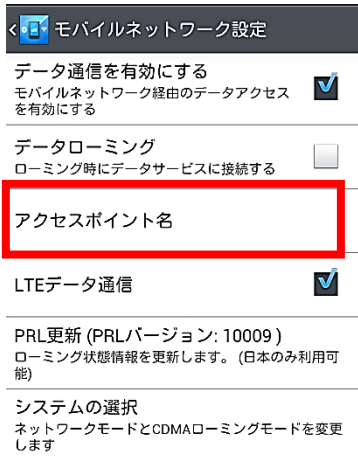 モバイルネットワーク設定
データ通信を有効にする
モバイルネットワーク経由のデータアクセス
を有効にする
データローミング
ローミング時にデータサービスに接続する
アクセスポイント名
LTEデータ通信
PRL更新 (PRLバージョン: 10009 )
ローミング状態情報を更新します。 (日本のみ利用可
能)
システムの選択
ネットワークモードとCDMAローミングモードを変更
します